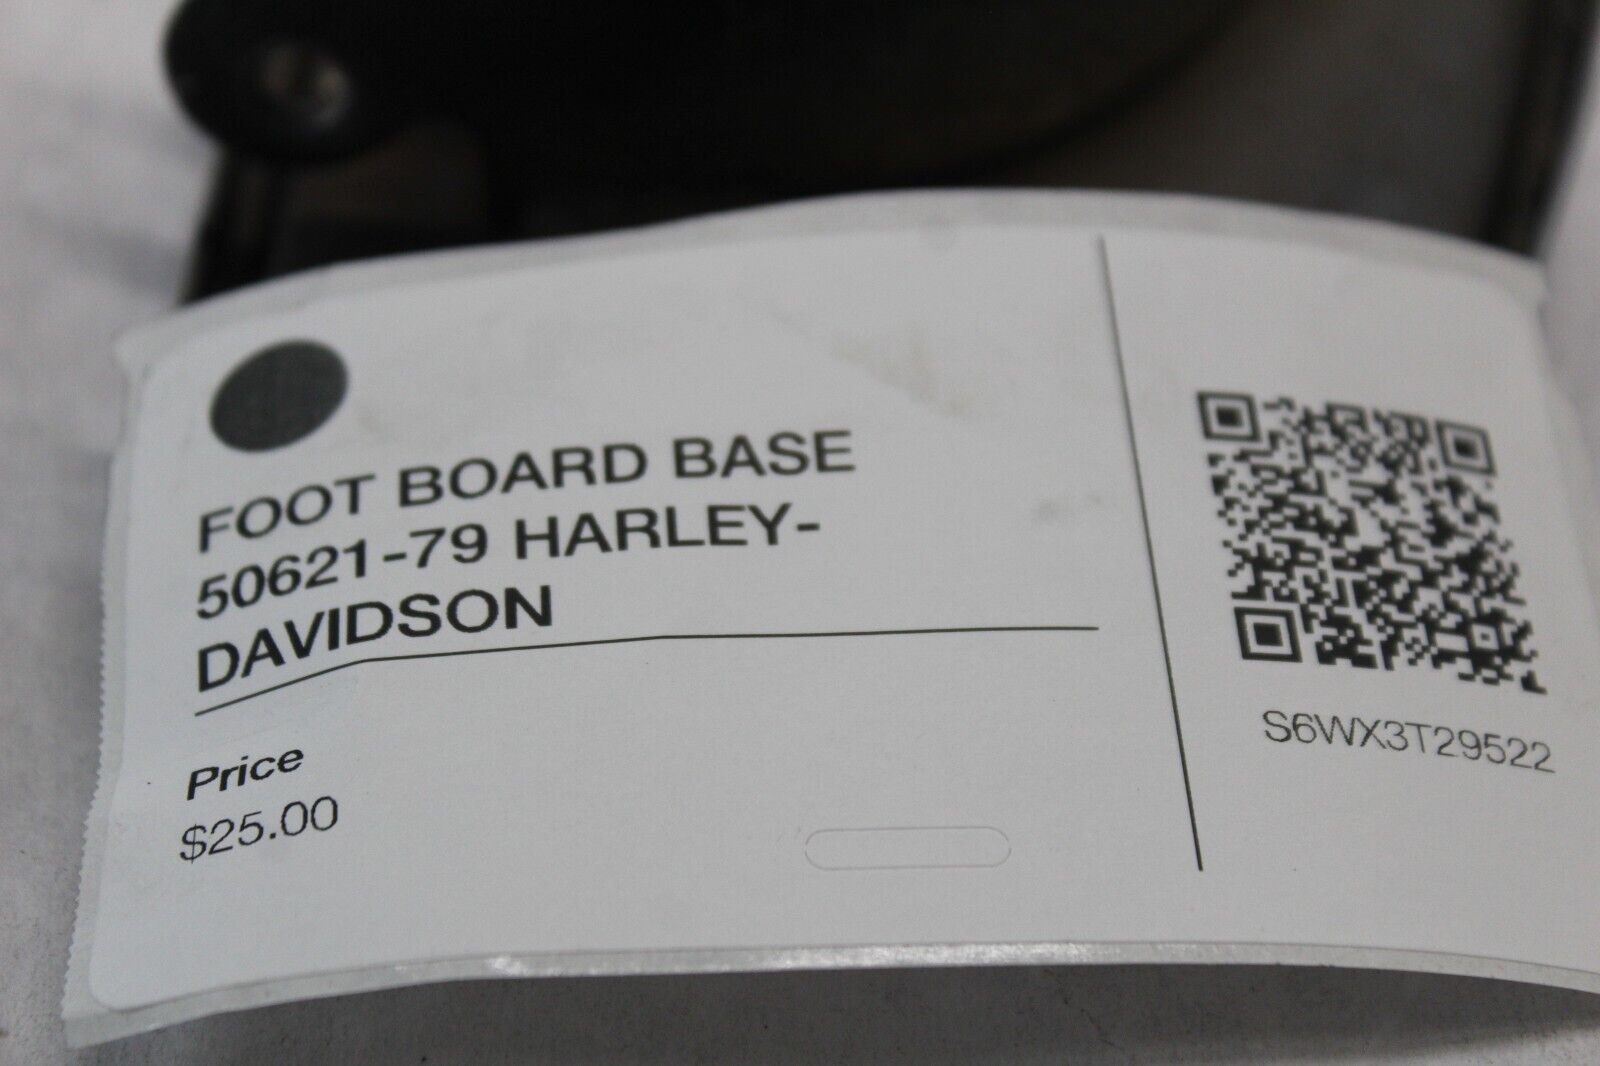 FOOT BOARD BASE
50621-79 HARLEY-
DAVIDSON
Price
$25.00
S6WX3T29522